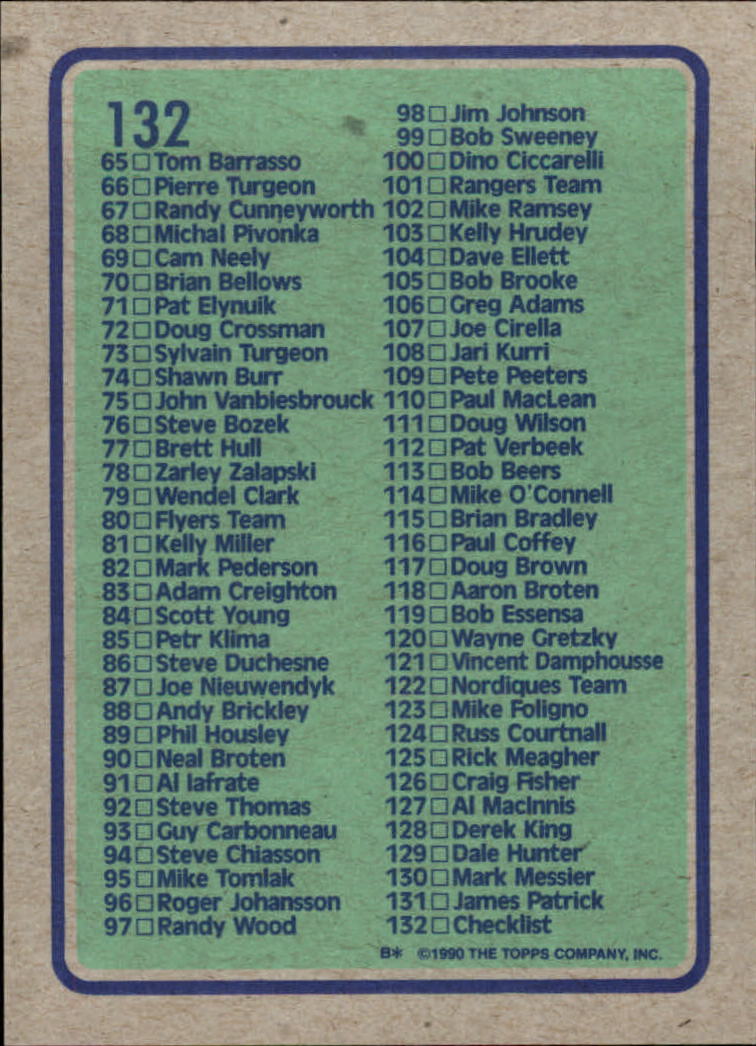 132
65 □ Tom Barrasso
66 □ Pierre Turgeon
67 □ Randy Cunneyworth
68 □ Michal Pivonka
69 □ Cam Neely
70 □ Brian Bellows
71 □ Pat Elynuik
72 □ Doug Crossman
73 □ Sylvain Turgeon
74 □ Shawn Burr
75 □ John Vanbiesbrouck
76 □ Steve Bozek
77 □ Brett Hull
78 □ Zarley Zalapski
79 □ Wendel Clark
80 □ Flyers Team
81 □ Kelly Miller
82 □ Mark Pederson
83 □ Adam Creighton
84 □ Scott Young
85 □ Petr Klima
86 □ Steve Duchesne
87 □ Joe Nieuwendyk
88 □ Andy Brickley
89 □ Phil Housley
90 □ Neal Broten
91 □ Al Iafrate
92 □ Steve Thomas
93 □ Guy Carbonneau
94 □ Steve Chiasson
95 □ Mike Tomlak
96 □ Roger Johansson
97 □ Randy Wood
98 □ Jim Johnson
99 □ Bob Sweeney
100 □ Dino Ciccarelli
101 □ Rangers Team
102 □ Mike Ramsey
103 □ Kelly Hrudey
104 □ Dave Ellett
105 □ Bob Brooke
106 □ Greg Adams
107 □ Joe Cirella
108 □ Jari Kurri
109 □ Pete Peeters
110 □ Paul MacLean
111 □ Doug Wilson
112 □ Pat Verbeek
113 □ Bob Beers
114 □ Mike O'Connell
115 □ Brian Bradley
116 □ Paul Coffey
117 □ Doug Brown
118 □ Aaron Broten
119 □ Bob Essensa
120 □ Wayne Gretzky
121 □ Vincent Damphousse
122 □ Nordiques Team
123 □ Mike Foligno
124 □ Russ Courtnall
125 □ Rick Meagher
126 □ Craig Fisher
127 □ Al MacInnis
128 □ Derek King
129 □ Dale Hunter
130 □ Mark Messier
131 □ James Patrick
132 □ Checklist
B* ©1990 THE TOPPS COMPANY, INC.